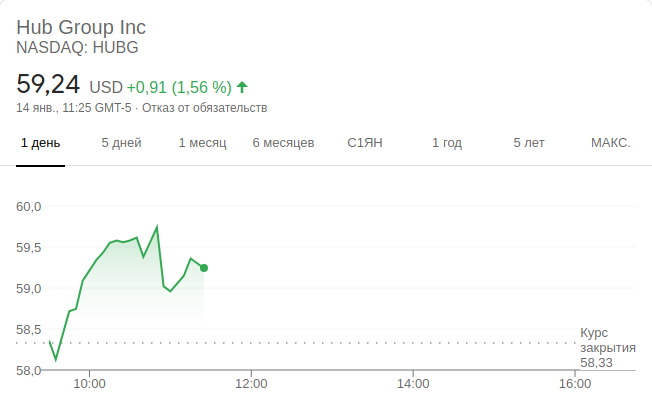 Hub Group Inc
NASDAQ: HUBG
59,24 USD +0,91 (1,56 %)
14 янв., 11:25 GMT-5 · Отказ от обязательств
1 день 5 дней 1 месяц 6 месяцев С1ЯН 1 год 5 лет МАКС.
60,0
59,5
59,0
58,5
58,0
Курс
закрытия
58,33
10:00 12:00 14:00 16:00